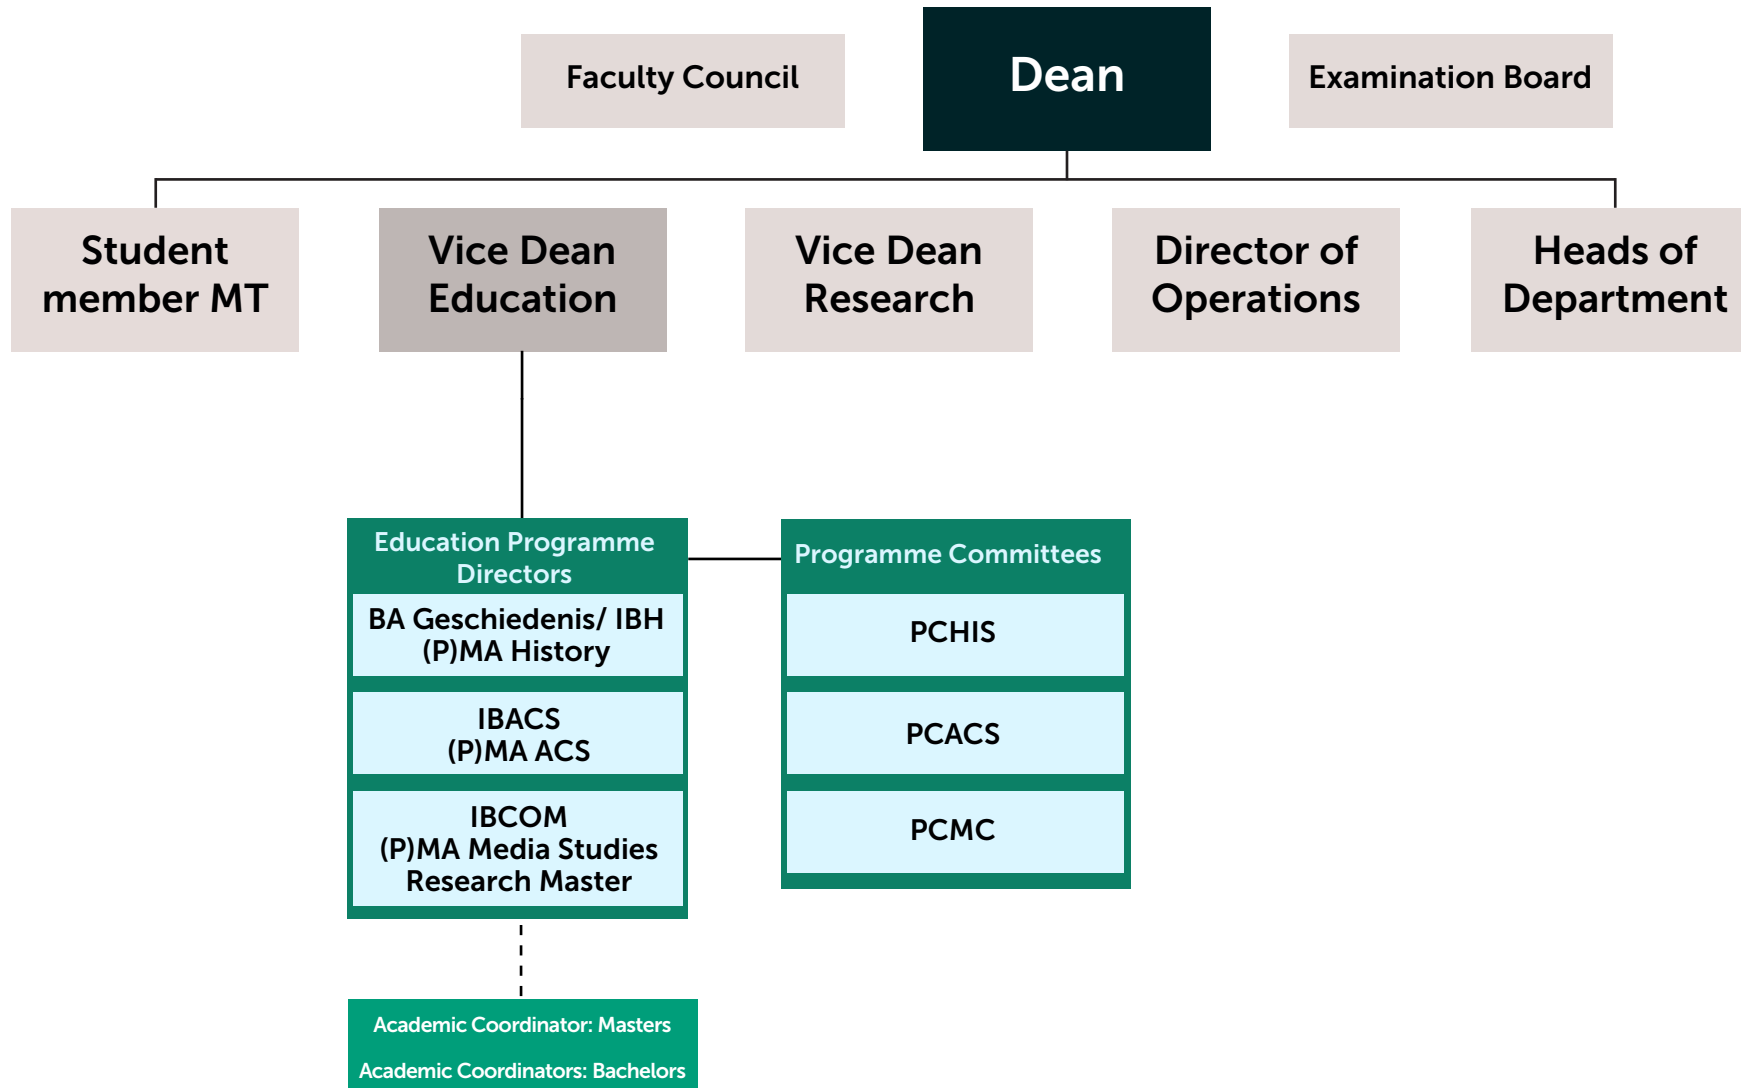 Faculty Council
Dean
Examination Board
Student
member MT
Vice Dean
Education
Vice Dean
Research
Director of
Operations
Heads of
Department
Education Programme
Directors
BA Geschiedenis/ IBH
(P)MA History
IBACS
(P)MA ACS
IBCOM
(P)MA Media Studies
Research Master
Programme Committees
PCHIS
PCACS
PCMC
Academic Coordinator: Masters
Academic Coordinators: Bachelors